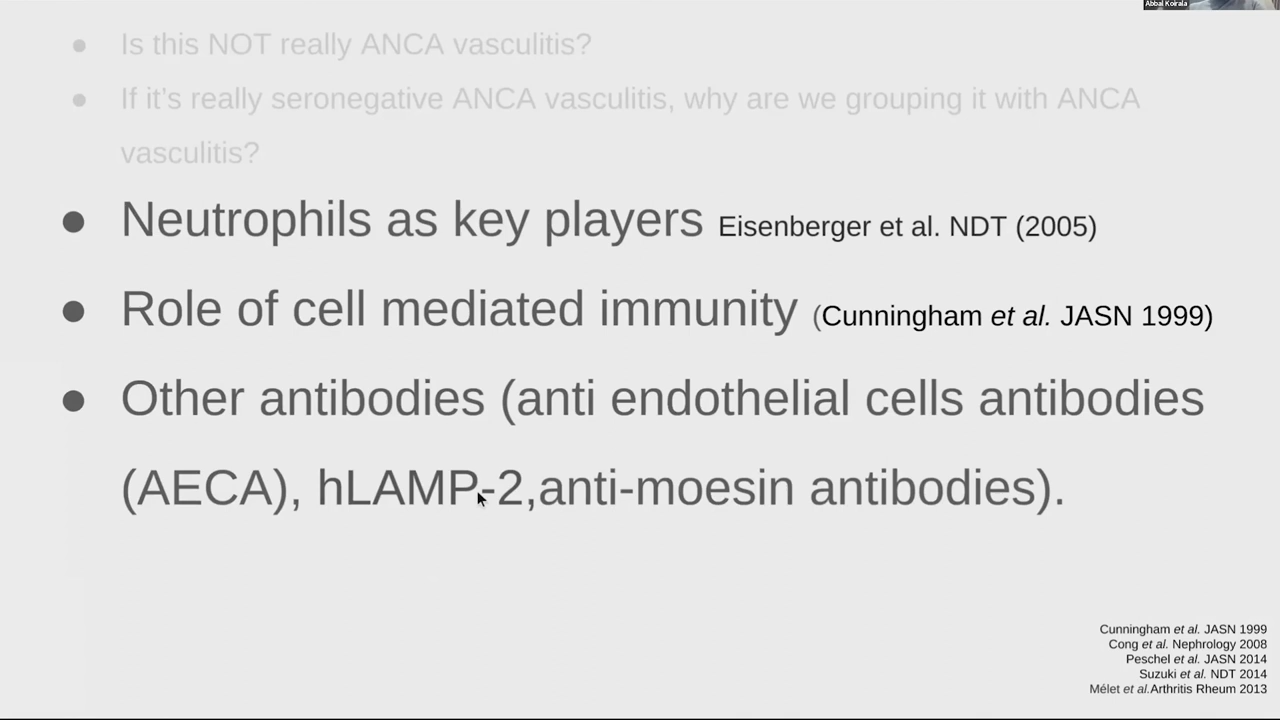 Abbal Koirala
● Is this NOT really ANCA vasculitis?
● If it's really seronegative ANCA vasculitis, why are we grouping it with ANCA
vasculitis?
● Neutrophils as key players Eisenberger et al. NDT (2005)
● Role of cell mediated immunity (Cunningham et al. JASN 1999)
● Other antibodies (anti endothelial cells antibodies
(AECA), hLAMP-2,anti-moesin antibodies).
Cunningham et al. JASN 1999
Cong et al. Nephrology 2008
Peschel et al. JASN 2014
Suzuki et al. NDT 2014
Mélet et al.Arthritis Rheum 2013